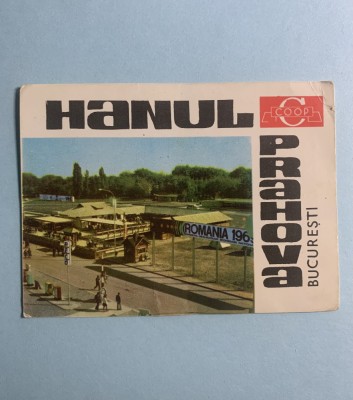 HANUL
COOP
PRAHOVA
BUCUREȘTI
ROMANIA 196